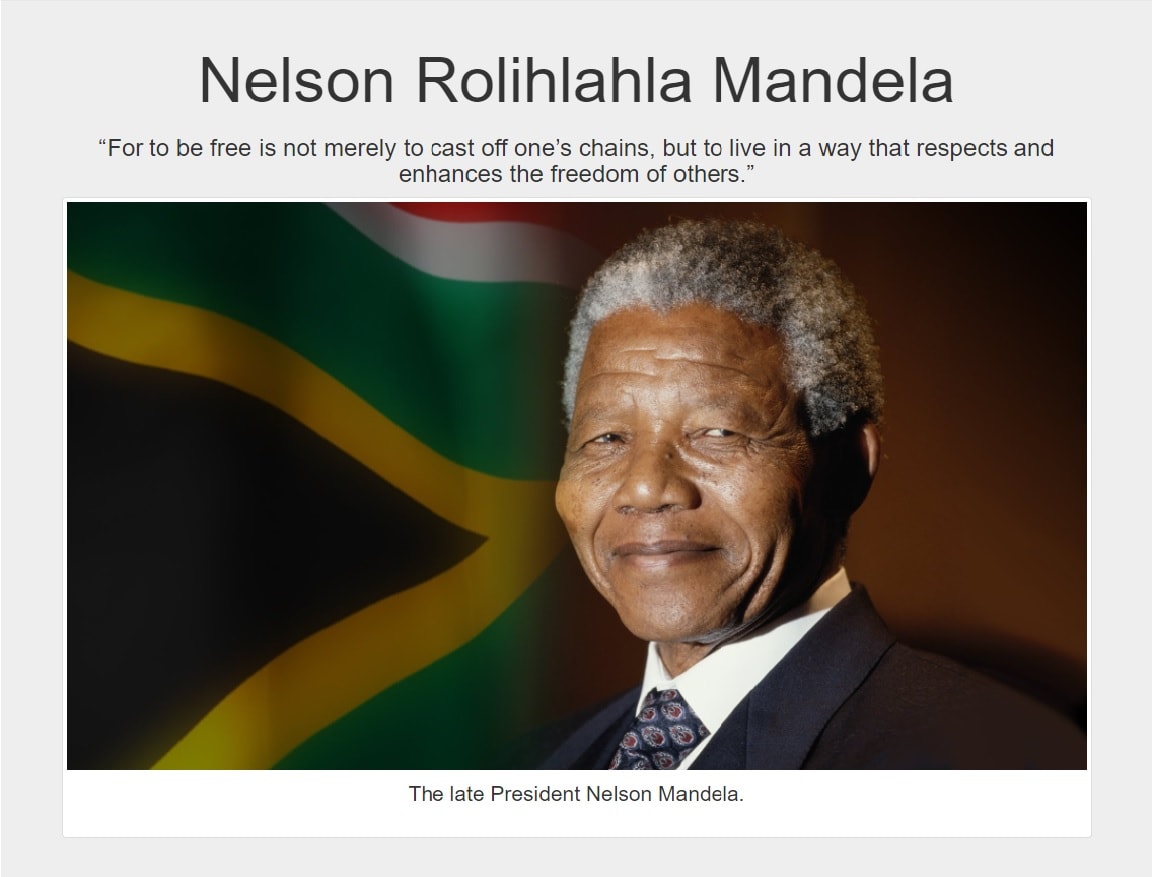 Nelson Rolihlahla Mandela
“For to be free is not merely to cast off one’s chains, but to live in a way that respects and
enhances the freedom of others.”
The late President Nelson Mandela.